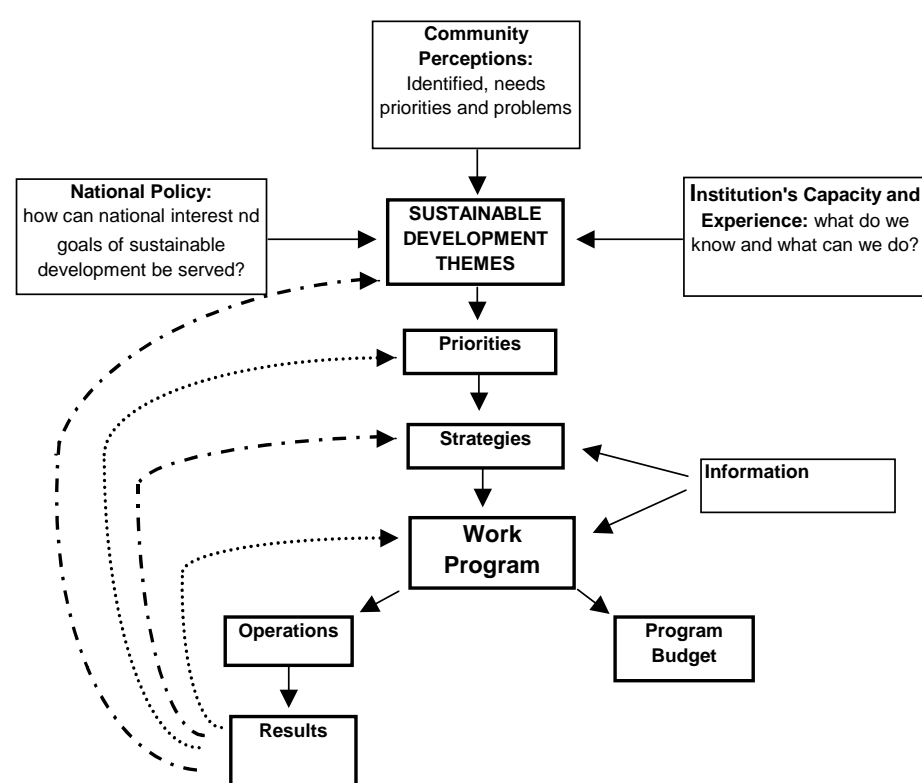 Community
Perceptions:
Identified, needs
priorities and problems
National Policy:
how can national interest nd
goals of sustainable
development be served?
SUSTAINABLE
DEVELOPMENT
THEMES
Institution's Capacity and
Experience: what do we
know and what can we do?
Priorities
Strategies
Information
Work
Program
Operations
Program
Budget
Results